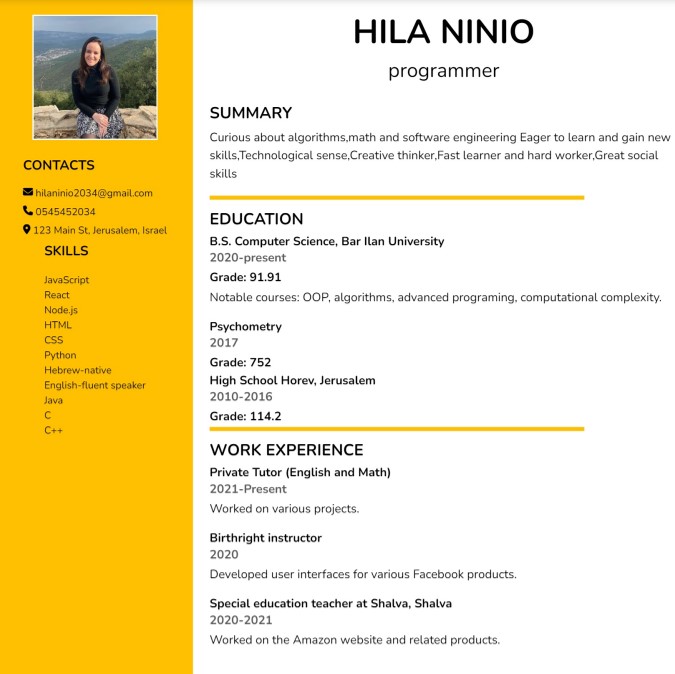 HILA NINIO
programmer
CONTACTS
hilaninio2034@gmail.com
0545452034
123 Main St, Jerusalem, Israel
SKILLS
JavaScript
React
Node.js
HTML
CSS
Python
Hebrew-native
English-fluent speaker
Java
C
C++
SUMMARY
Curious about algorithms,math and software engineering Eager to learn and gain new
skills,Technological sense,Creative thinker,Fast learner and hard worker,Great social
skills
EDUCATION
B.S. Computer Science, Bar Ilan University
2020-present
Grade: 91.91
Notable courses: OOP, algorithms, advanced programing, computational complexity.
Psychometry
2017
Grade: 752
High School Horev, Jerusalem
2010-2016
Grade: 114.2
WORK EXPERIENCE
Private Tutor (English and Math)
2021-Present
Worked on various projects.
Birthright instructor
2020
Developed user interfaces for various Facebook products.
Special education teacher at Shalva, Shalva
2020-2021
Worked on the Amazon website and related products.